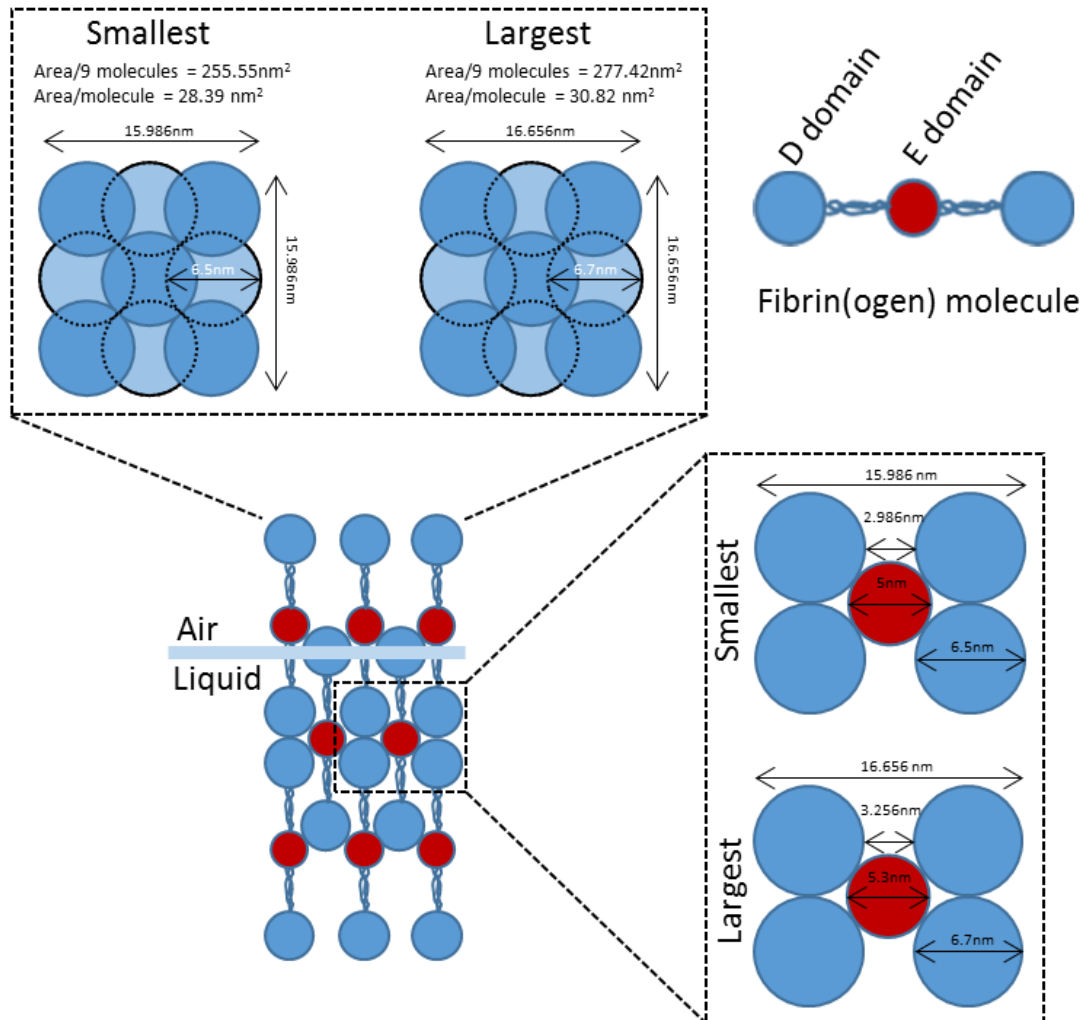 Smallest
Area/9 molecules = 255.55nm²
Area/molecule = 28.39 nm²
15.986nm
6.5nm
15.986nm
Largest
Area/9 molecules = 277.42nm²
Area/molecule = 30.82 nm²
16.656nm
6.7nm
16.656nm
D domain
E domain
Fibrin(ogen) molecule
Air
Liquid
Smallest
15.986 nm
2.986nm
5nm
6.5nm
Largest
16.656 nm
3.256nm
5.3nm
6.7nm